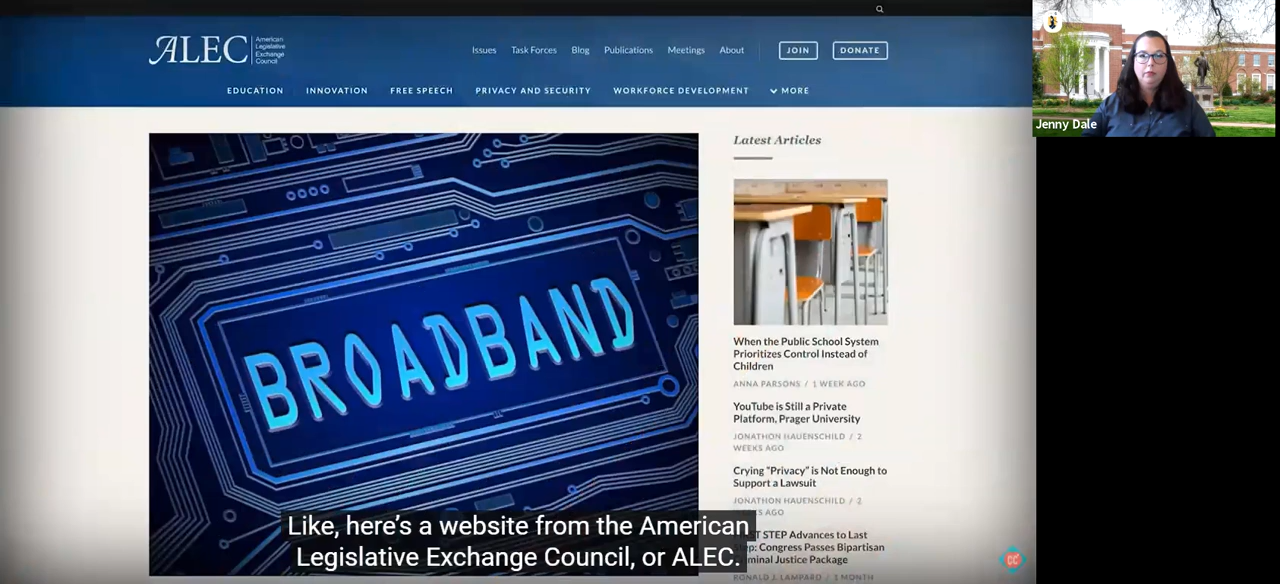 ALEC
American
Legislative
Exchange
Council
Issues Task Forces Blog Publications Meetings About JOIN DONATE
EDUCATION INNOVATION FREE SPEECH PRIVACY AND SECURITY WORKFORCE DEVELOPMENT MORE
BROADBAND
Latest Articles
When the Public School System
Prioritizes Control Instead of
Children
ANNA PARSONS / 1 WEEK AGO
YouTube is Still a Private
Platform, Prager University
JONATHON HAUENSCHILD / 2
WEEKS AGO
Crying "Privacy" is Not Enough to
Support a Lawsuit
JONATHON HAUENSCHILD / 2
AGO
STEP Advances to Last
Congress Passes Bipartisan
Justice Package
RONALD J. LAMPARD / 1 MONTH
Like, here's a website from the American
Legislative Exchange Council, or ALEC.
CC
Jenny Dale